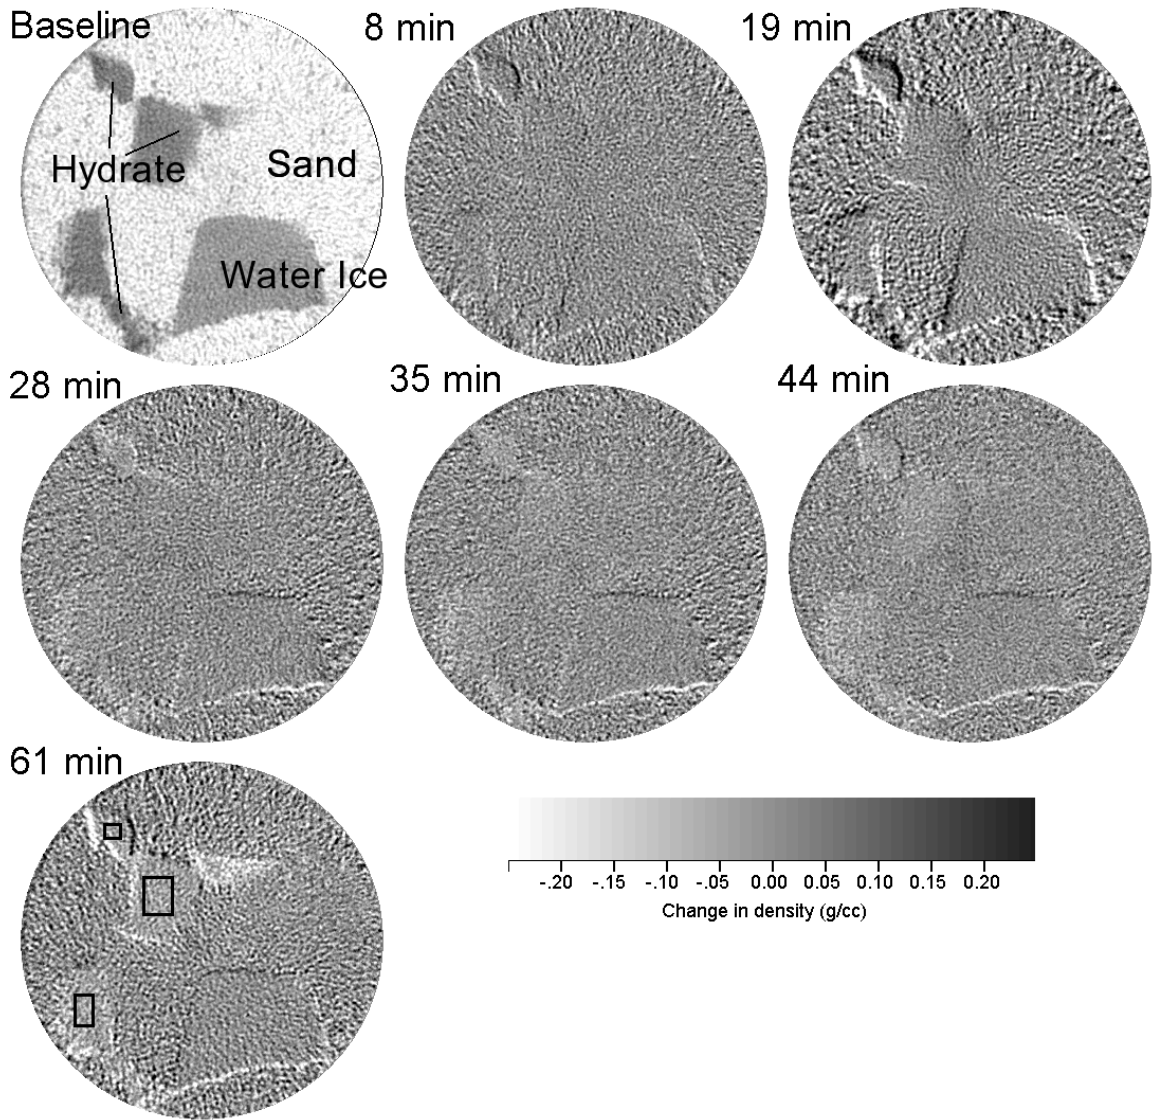 Baseline
8 min
19 min
Hydrate
Sand
Water Ice
28 min
35 min
44 min
61 min
-.20 -.15 -.10 -.05 0.00 0.05 0.10 0.15 0.20
Change in density (g/cc)